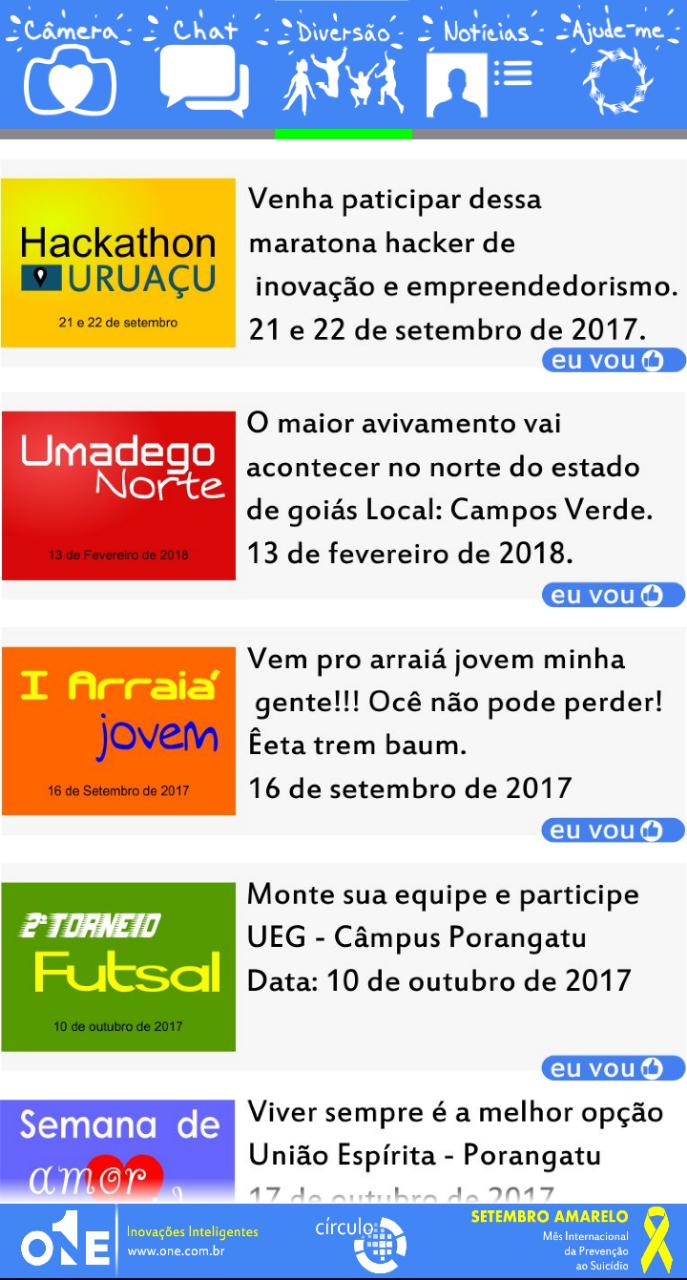 Câmera
Chat
Diversão
Notícias
Ajude-me
Hackathon
URUAÇU
21 e 22 de setembro
Venha paticipar dessa
maratona hacker de
inovação e empreendedorismo.
21 e 22 de setembro de 2017.
eu vou
Umadego
Norte
13 de Fevereiro de 2018
O maior avivamento vai
acontecer no norte do estado
de goiás Local: Campos Verde.
13 de fevereiro de 2018.
eu vou
I Arraiá
jovem
16 de Setembro de 2017
Vem pro arraiá jovem minha
gente!!! Ocê não pode perder!
Êeta trem baum.
16 de setembro de 2017
eu vou
2º TORNEIO
Futsal
10 de outubro de 2017
Monte sua equipe e participe
UEG - Câmpus Porangatu
Data: 10 de outubro de 2017
eu vou
Semana de
amor
Viver sempre é a melhor opção
União Espírita - Porangatu
17 de outubro de 2017
ONE
Inovações Inteligentes
www.one.com.br
círculo
SETEMBRO AMARELO
Mês Internacional
da Prevenção
ao Suicídio